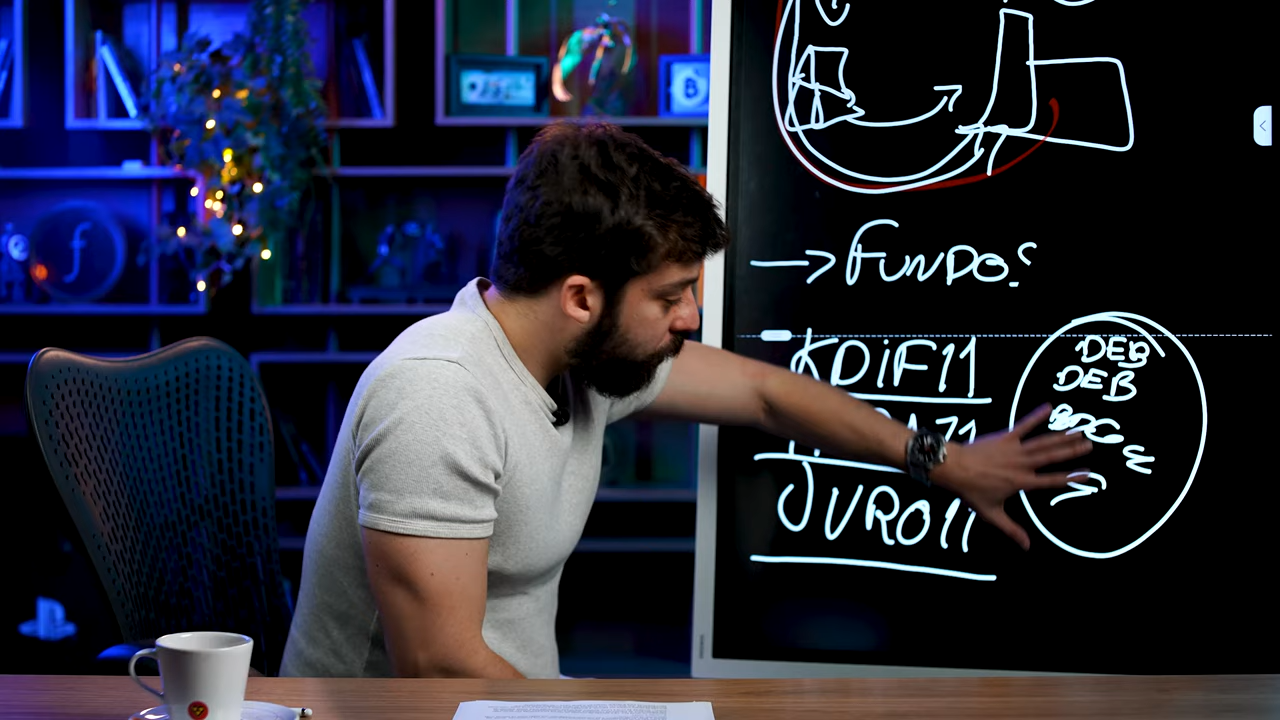 → FUNDOS
KDIF11
JURO11
DEB
DEB